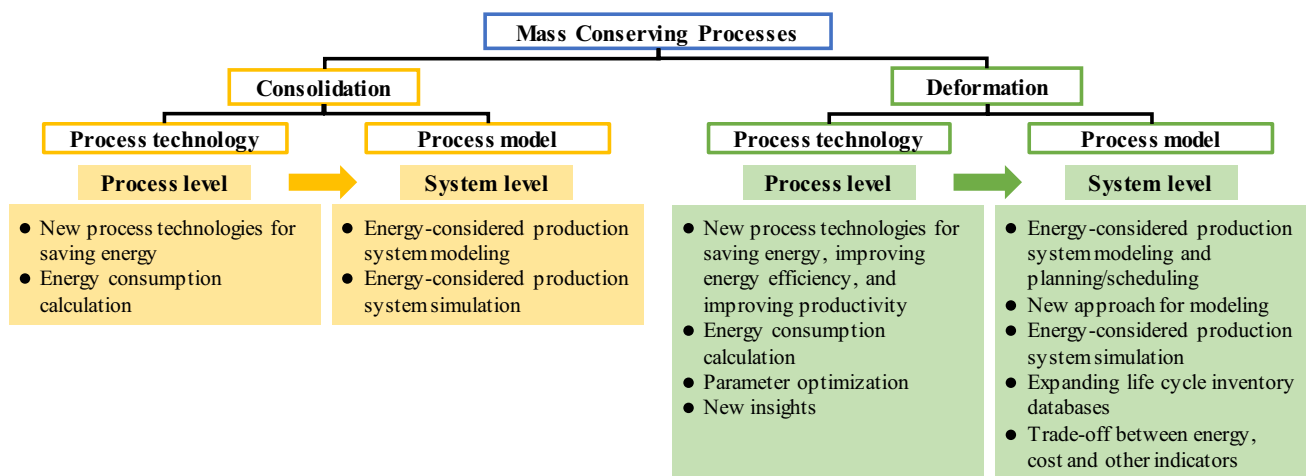 Mass Conserving Processes
Consolidation
Deformation
Process technology
Process model
Process technology
Process model
Process level
System level
Process level
System level
● New process technologies for
saving energy
● Energy consumption
calculation
● Energy-considered production
system modeling
● Energy-considered production
system simulation
● New process technologies for
saving energy, improving
energy efficiency, and
improving productivity
● Energy consumption
calculation
● Parameter optimization
● New insights
● Energy-considered production
system modeling and
planning/scheduling
● New approach for modeling
● Energy-considered production
system simulation
● Expanding life cycle inventory
databases
● Trade-off between energy,
cost and other indicators